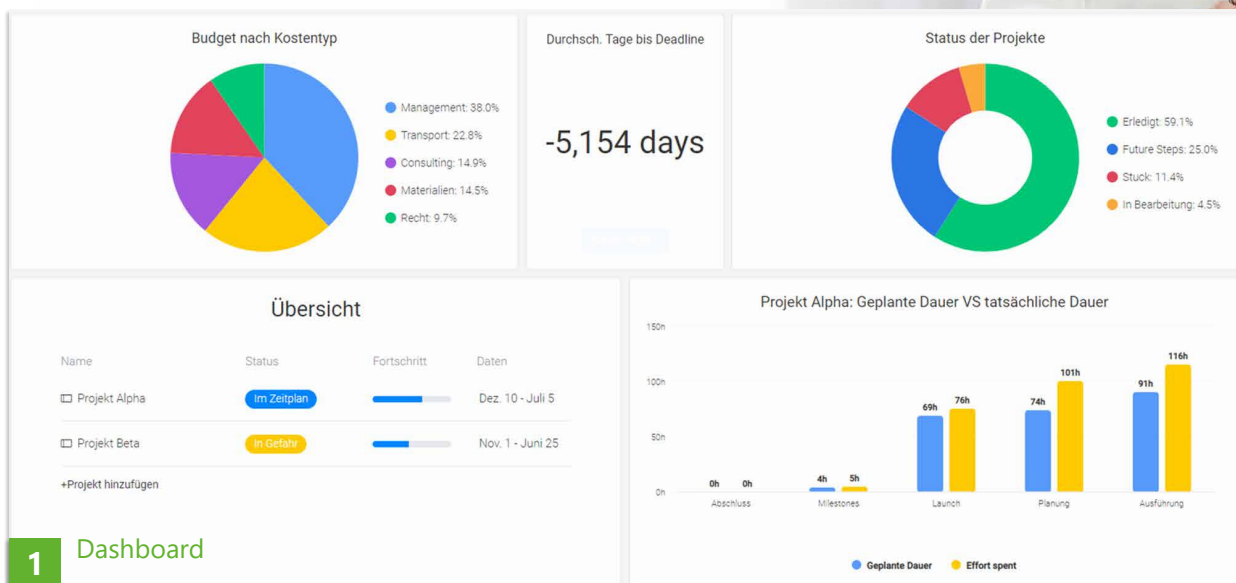 Budget nach Kostentyp
Management: 38.0%
Transport: 22.8%
Consulting: 14.9%
Materialien: 14.5%
Recht: 9.7%
Durchsch. Tage bis Deadline
-5,154 days
Status der Projekte
Erledigt: 59.1%
Future Steps: 25.0%
Stuck: 11.4%
In Bearbeitung: 4.5%
Übersicht
Name Status Fortschritt Daten
Projekt Alpha Im Zeitplan Dez. 10 - Juli 5
Projekt Beta In Gefahr Nov. 1 - Juni 25
+Projekt hinzufügen
Projekt Alpha: Geplante Dauer VS tatsächliche Dauer
150h
100h
50h
0h
0h 0h
4h 5h
69h 76h
74h 101h
91h 116h
Abschluss Milestones Launch Planung Ausführung
Geplante Dauer Effort spent
1 Dashboard